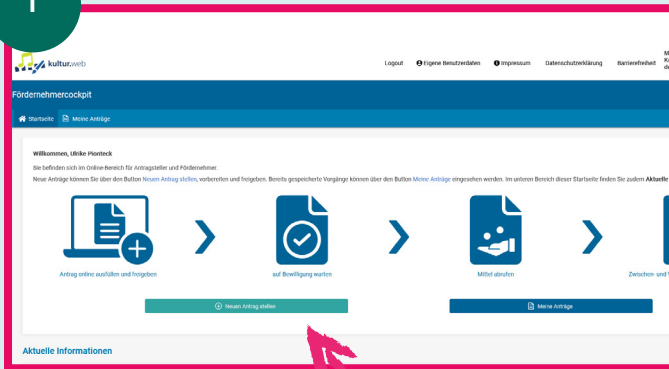 1
kultur.web
Logout Eigene Benutzerdaten Impressum Datenschutzerklärung Barrierefreiheit
Fördernehmercockpit
Startseite Meine Anträge
Willkommen, Ulrike Pionteck
Sie befinden sich im Online-Bereich für Antragsteller und Fördernehmer.
Neue Anträge können Sie über den Button Neuen Antrag stellen, vorbereiten und freigeben. Bereits gespeicherte Vorgänge können über den Button Meine Anträge eingesehen werden. Im unteren Bereich dieser Startseite finden Sie zudem Aktuelle
Antrag online ausfüllen und freigeben auf Bewilligung warten Mittel abrufen Zwischen- und
Neuen Antrag stellen Meine Anträge
Aktuelle Informationen